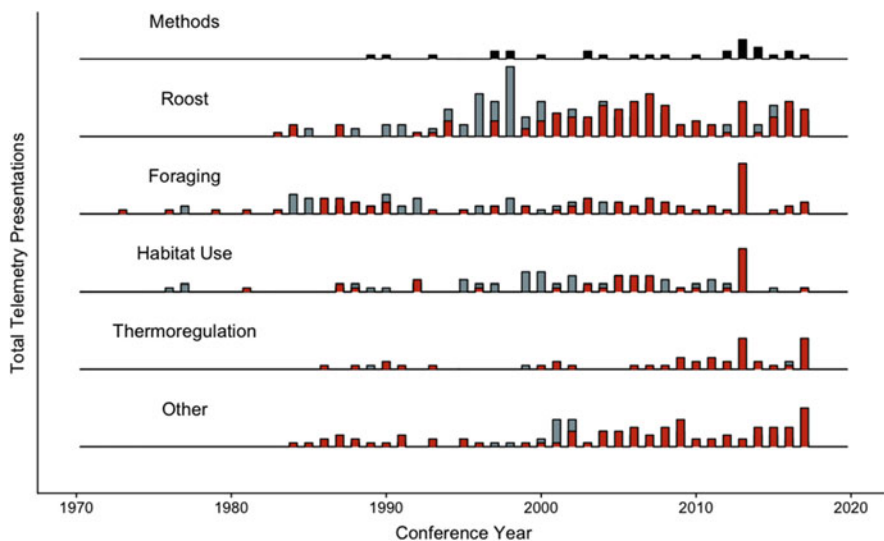 Total Telemetry Presentations
Methods
Roost
Foraging
Habitat Use
Thermoregulation
Other
1970 1980 1990 2000 2010 2020
Conference Year